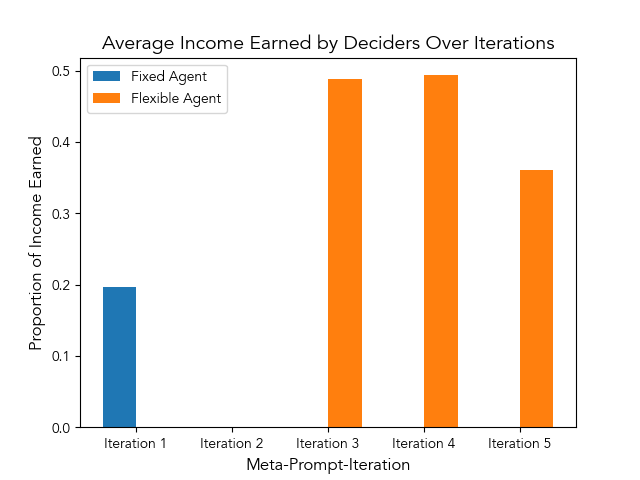 Average Income Earned by Deciders Over Iterations
Fixed Agent
Flexible Agent
Proportion of Income Earned
0.5
0.4
0.3
0.2
0.1
0.0
Iteration 1
Iteration 2
Iteration 3
Iteration 4
Iteration 5
Meta-Prompt-Iteration